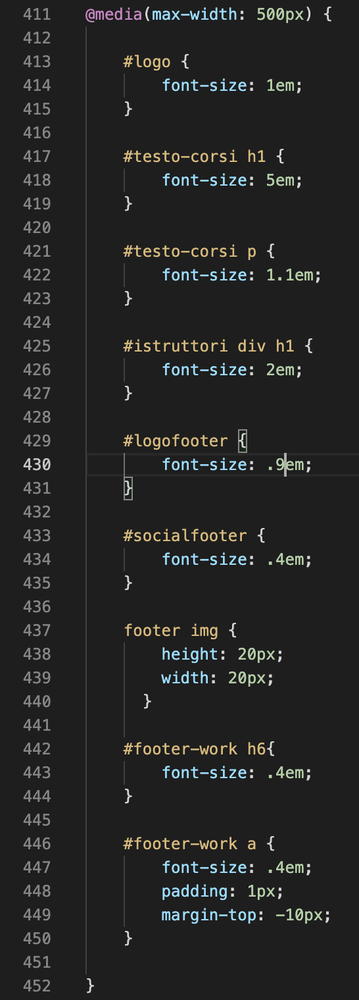 411 @media(max-width: 500px) {
412
413 #logo {
414 font-size: 1em;
415 }
416
417 #testo-corsi h1 {
418 font-size: 5em;
419 }
420
421 #testo-corsi p {
422 font-size: 1.1em;
423 }
424
425 #istruttori div h1 {
426 font-size: 2em;
427 }
428
429 #logofooter {
430 font-size: .9em;
431 }
432
433 #socialfooter {
434 font-size: .4em;
435 }
436
437 footer img {
438 height: 20px;
439 width: 20px;
440 }
441
442 #footer-work h6{
443 font-size: .4em;
444 }
445
446 #footer-work a {
447 font-size: .4em;
448 padding: 1px;
449 margin-top: -10px;
450 }
451
452 }